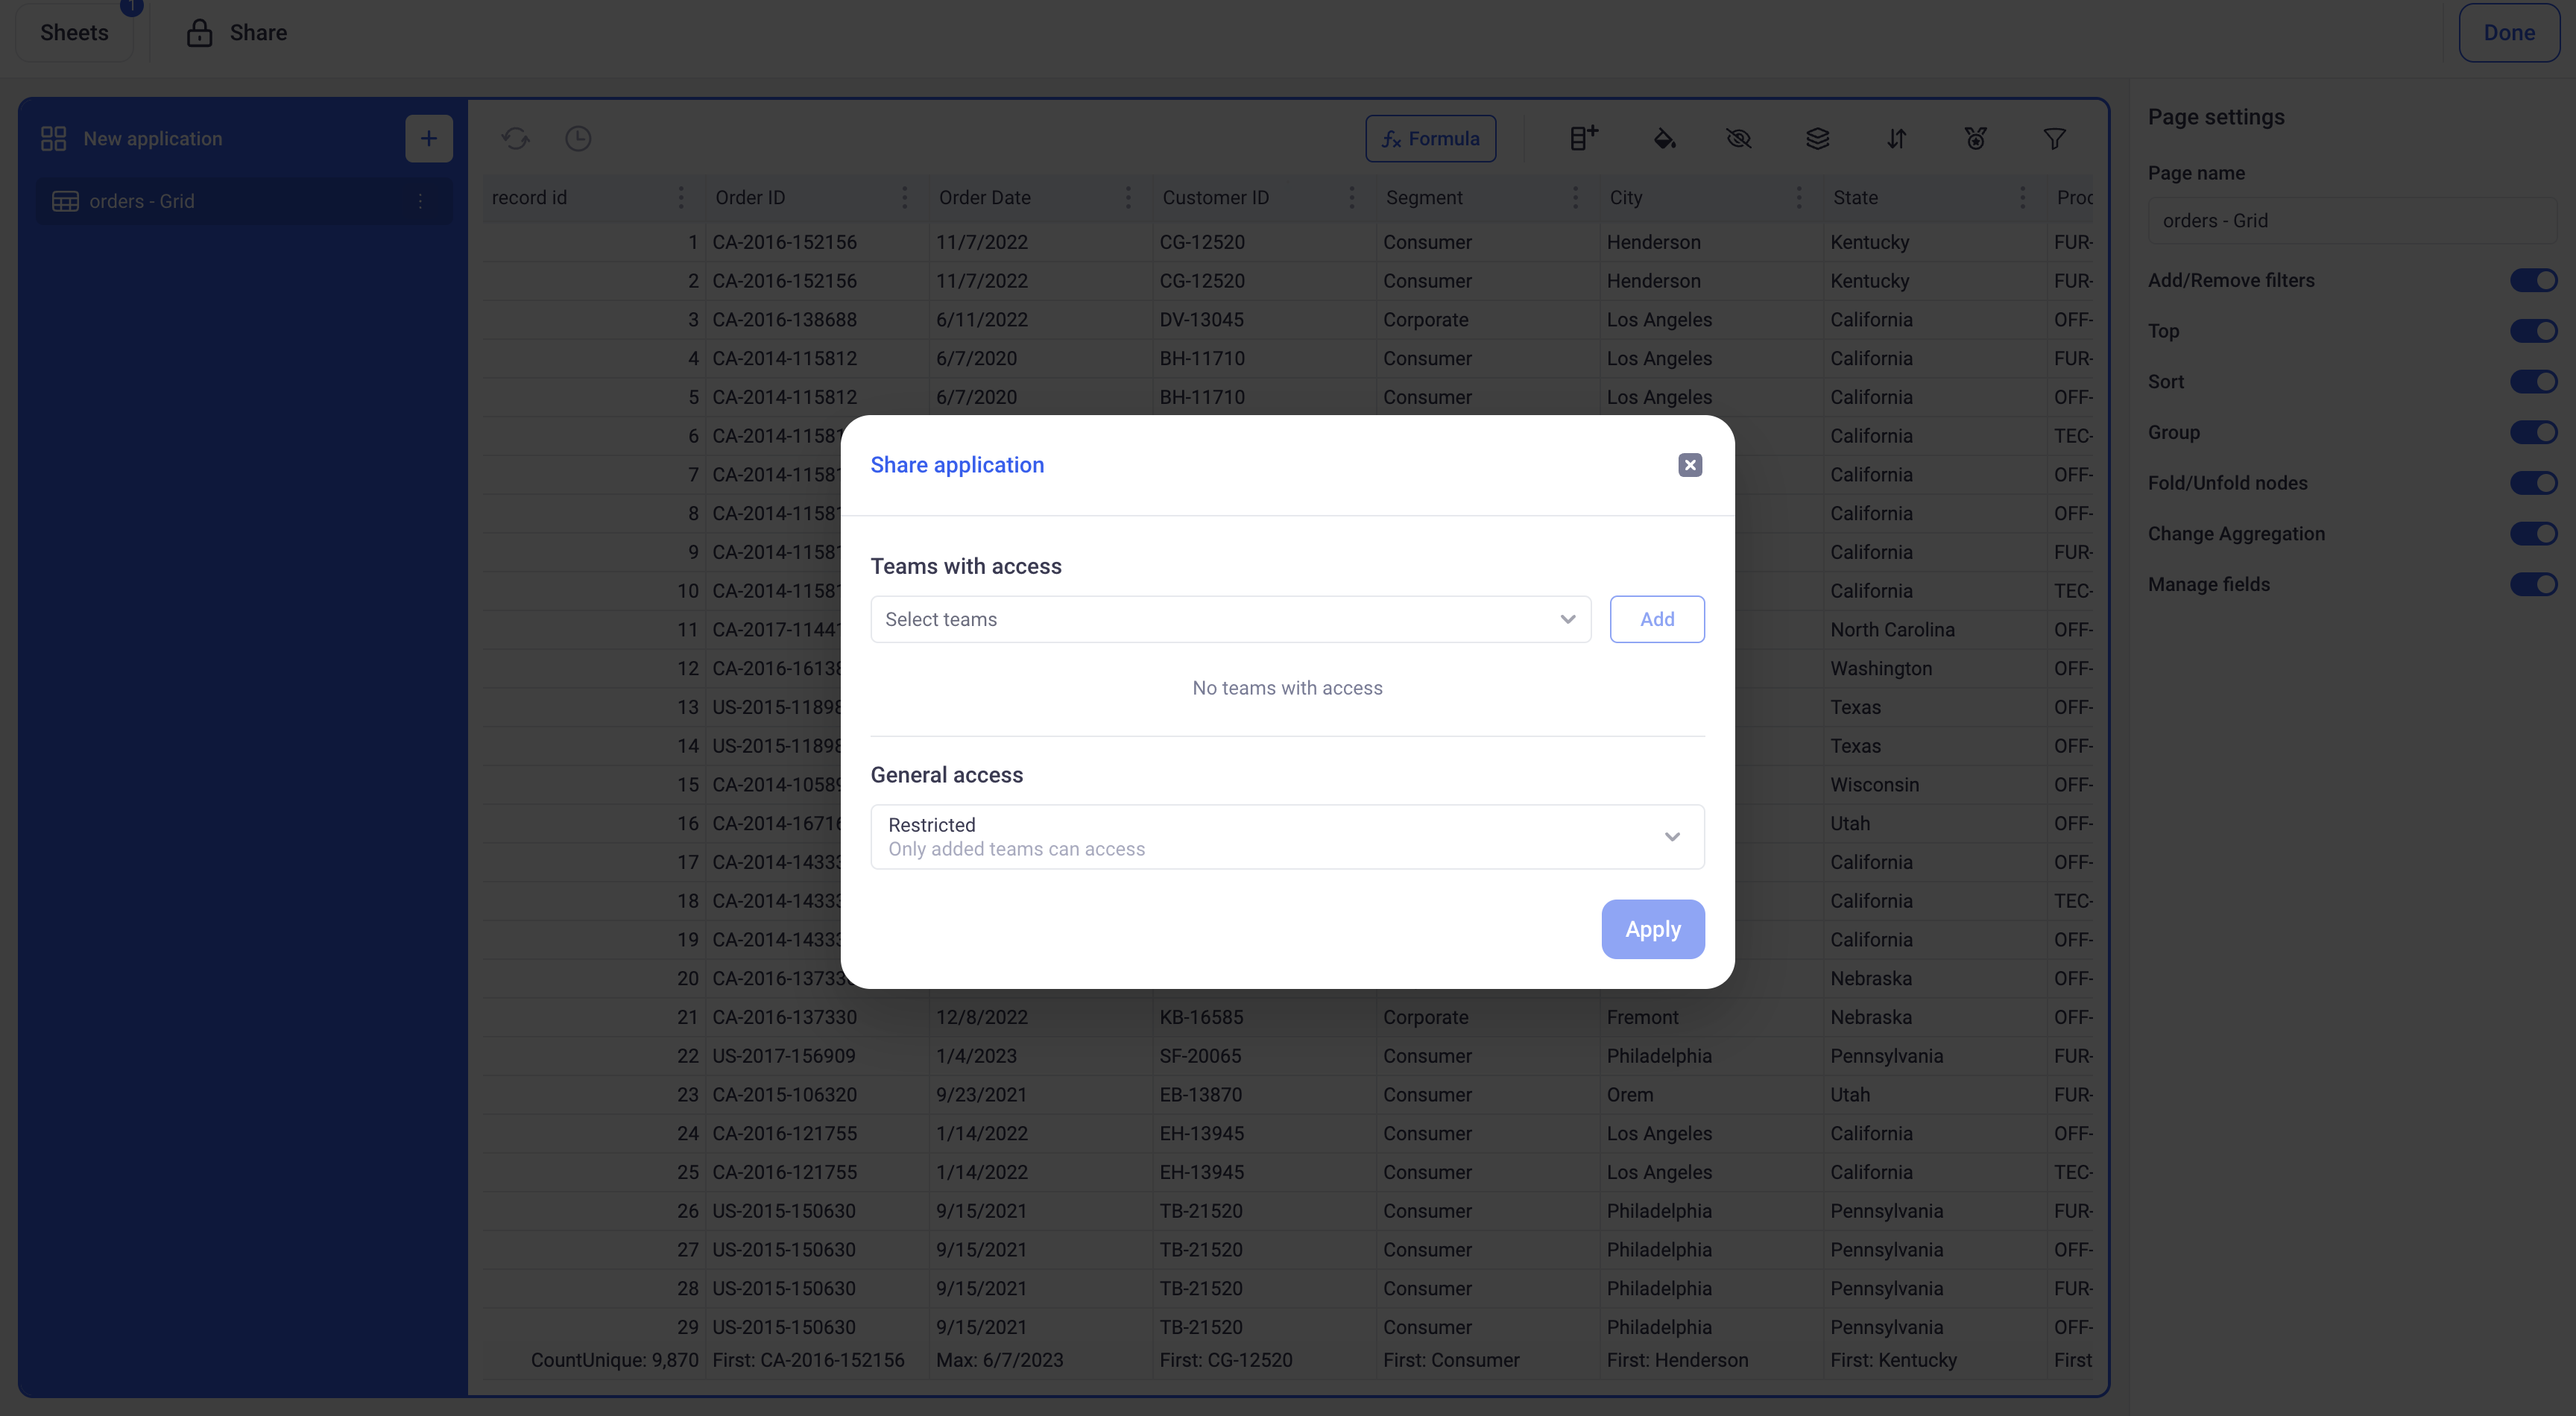 Sheets 1 Share Done
New application + Formula Page settings
orders - Grid
record id Order ID Order Date Customer ID Segment City State
Page name
orders - Grid
1 CA-2016-152156 11/7/2022 CG-12520 Consumer Henderson Kentucky FUR-
2 CA-2016-152156 11/7/2022 CG-12520 Consumer Henderson Kentucky FUR-
3 CA-2016-138688 6/11/2022 DV-13045 Corporate Los Angeles California OFF-
4 CA-2014-115812 6/7/2020 BH-11710 Consumer Los Angeles California FUR-
5 CA-2014-115812 6/7/2020 BH-11710 Consumer Los Angeles California OFF-
6 CA-2014-11581 California TEC-
7 CA-2014-11581 California OFF-
8 CA-2014-11581 California OFF-
9 CA-2014-11581 California FUR-
10 CA-2014-11581 California TEC-
11 CA-2017-11441 North Carolina OFF-
12 CA-2016-16138 Washington OFF-
13 US-2015-11898 Texas OFF-
14 US-2015-11898 Texas OFF-
15 CA-2014-10589 Wisconsin OFF-
16 CA-2014-16716 Utah OFF-
17 CA-2014-14333 California OFF-
18 CA-2014-14333 California TEC-
19 CA-2014-14333 California OFF-
20 CA-2016-13733 Nebraska OFF-
21 CA-2016-137330 12/8/2022 KB-16585 Corporate Fremont Nebraska OFF-
22 US-2017-156909 1/4/2023 SF-20065 Consumer Philadelphia Pennsylvania FUR-
23 CA-2015-106320 9/23/2021 EB-13870 Consumer Orem Utah FUR-
24 CA-2016-121755 1/14/2022 EH-13945 Consumer Los Angeles California OFF-
25 CA-2016-121755 1/14/2022 EH-13945 Consumer Los Angeles California TEC-
26 US-2015-150630 9/15/2021 TB-21520 Consumer Philadelphia Pennsylvania FUR-
27 US-2015-150630 9/15/2021 TB-21520 Consumer Philadelphia Pennsylvania OFF-
28 US-2015-150630 9/15/2021 TB-21520 Consumer Philadelphia Pennsylvania FUR-
29 US-2015-150630 9/15/2021 TB-21520 Consumer Philadelphia Pennsylvania OFF-
CountUnique: 9,870 First: CA-2016-152156 Max: 6/7/2023 First: CG-12520 First: Consumer First: Henderson First: Kentucky First
Share application
Teams with access
Select teams Add
No teams with access
General access
Restricted
Only added teams can access
Apply
Add/Remove filters
Top
Sort
Group
Fold/Unfold nodes
Change Aggregation
Manage fields